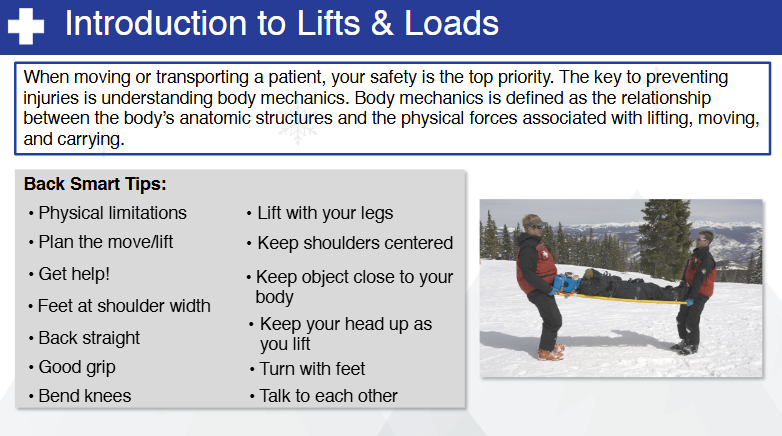 Introduction to Lifts & Loads
When moving or transporting a patient, your safety is the top priority. The key to preventing
injuries is understanding body mechanics. Body mechanics is defined as the relationship
between the body's anatomic structures and the physical forces associated with lifting, moving,
and carrying.
Back Smart Tips:
• Physical limitations
• Plan the move/lift
• Get help!
• Feet at shoulder width
• Back straight
• Good grip
• Bend knees
• Lift with your legs
• Keep shoulders centered
• Keep object close to your
body
• Keep your head up as
you lift
• Turn with feet
• Talk to each other